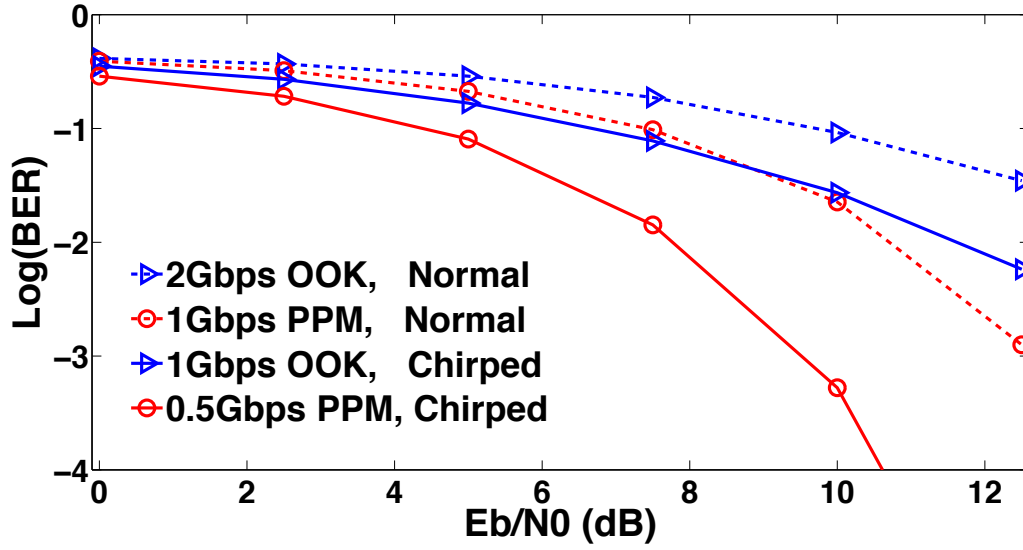 0
−1
−2
−3
−4
Log(BER)
2Gbps OOK, Normal
1Gbps PPM, Normal
1Gbps OOK, Chirped
0.5Gbps PPM, Chirped
0 2 4 6 8 10 12
Eb/N0 (dB)